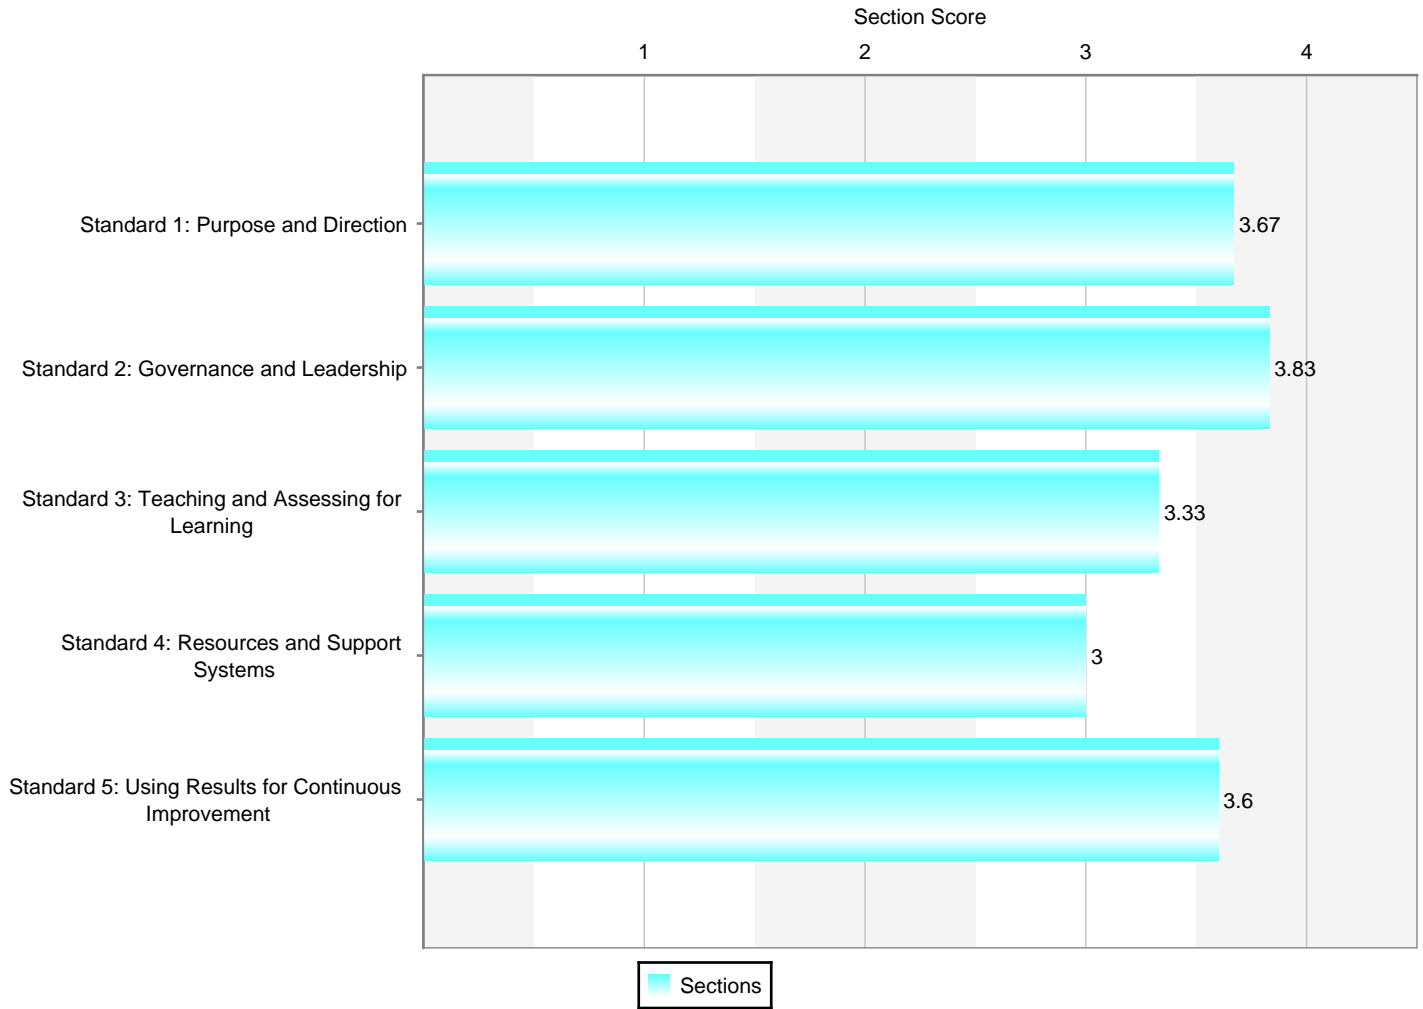 Section Score
1
2
3
4
Standard 1: Purpose and Direction
3.67
Standard 2: Governance and Leadership
3.83
Standard 3: Teaching and Assessing for
Learning
3.33
Standard 4: Resources and Support
Systems
3
Standard 5: Using Results for Continuous
Improvement
3.6
Sections